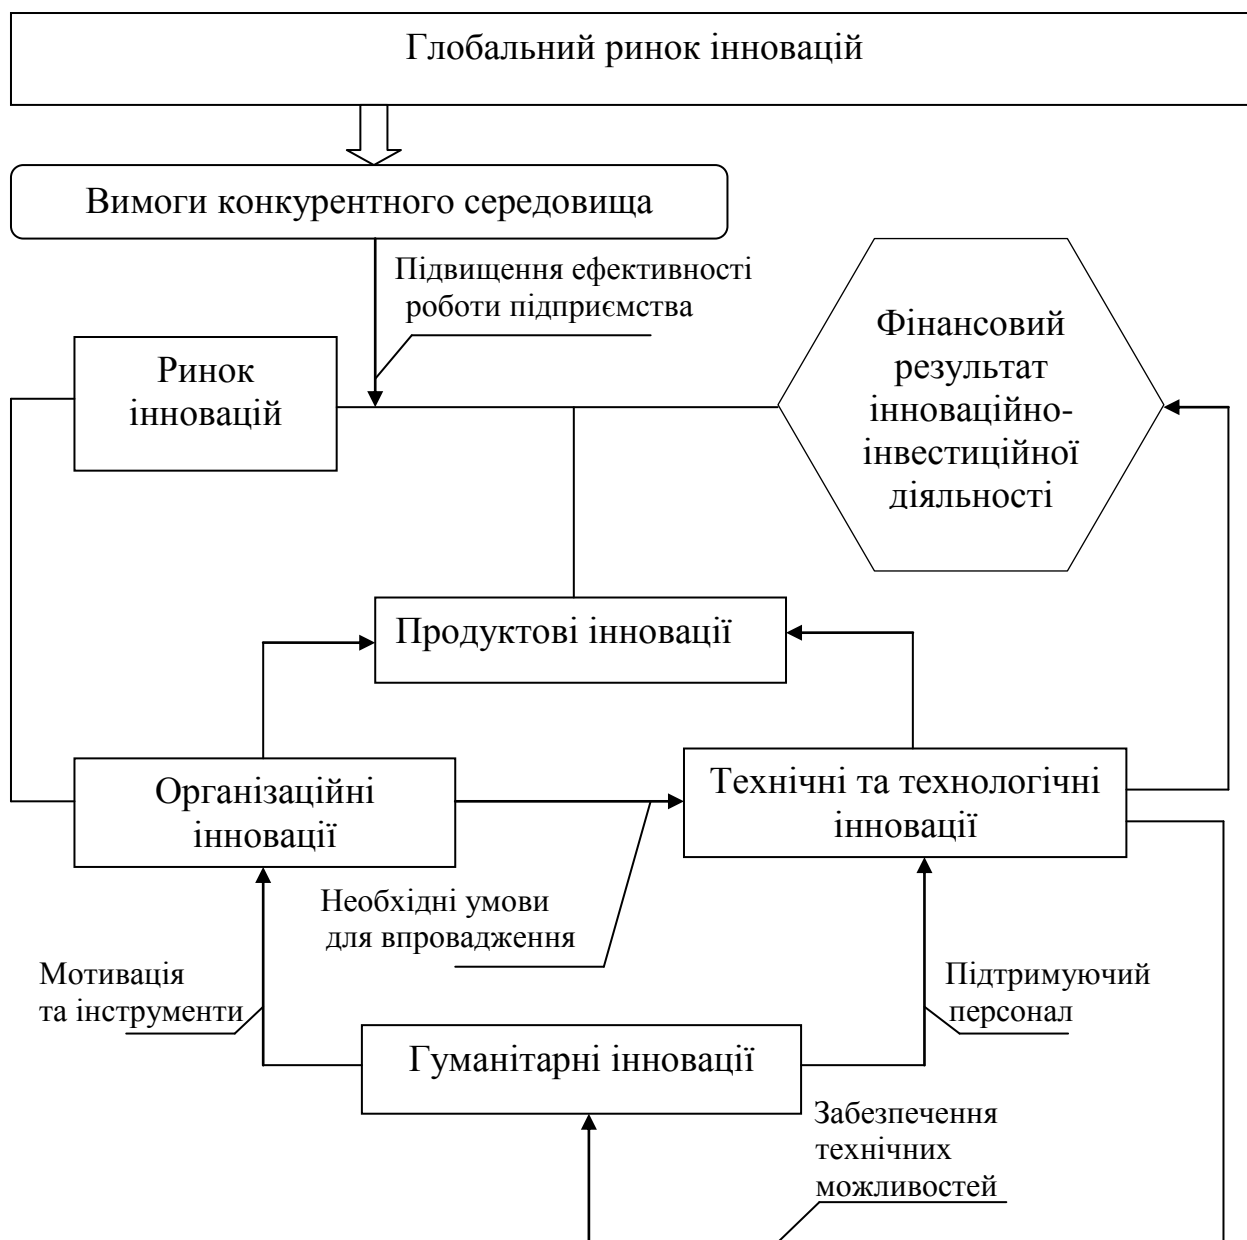 Глобальний ринок інновацій
Вимоги конкурентного середовища
Підвищення ефективності
роботи підприємства
Ринок
інновацій
Фінансовий
результат
інноваційно-
інвестиційної
діяльності
Продуктові інновації
Організаційні
інновації
Технічні та технологічні
інновації
Необхідні умови
для впровадження
Мотивація
та інструменти
Підтримуючий
персонал
Гуманітарні інновації
Забезпечення
технічних
можливостей